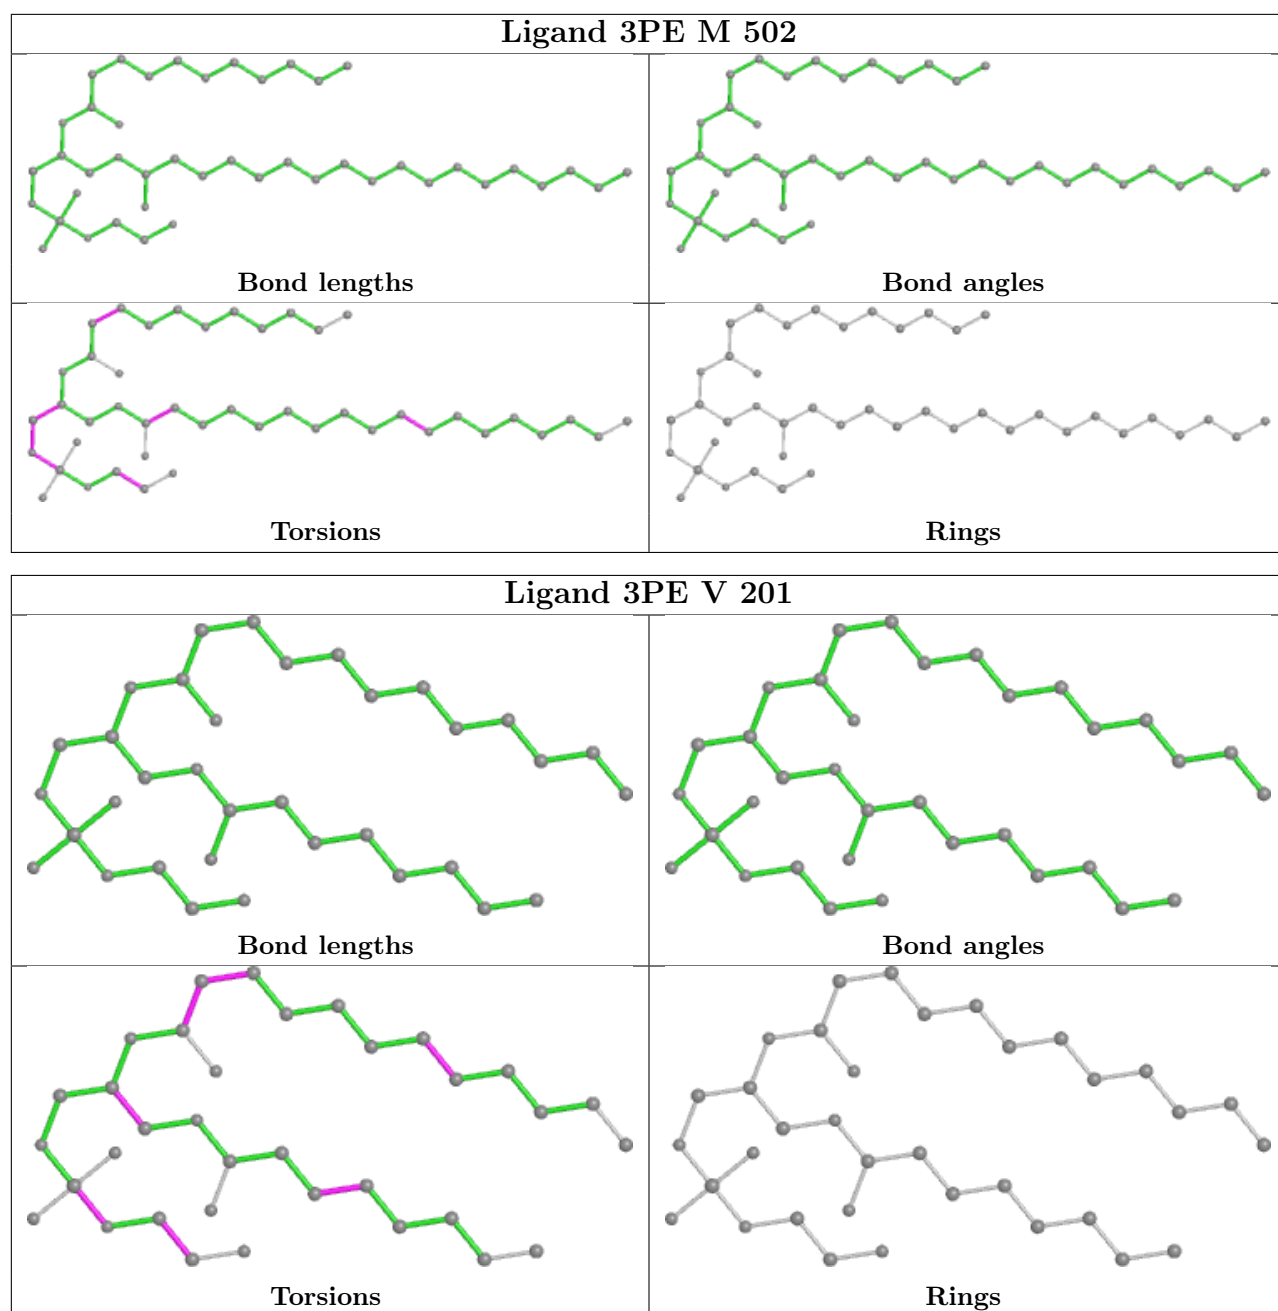 Ligand 3PE M 502
Bond lengths
Bond angles
Torsions
Rings
Ligand 3PE V 201
Bond lengths
Bond angles
Torsions
Rings